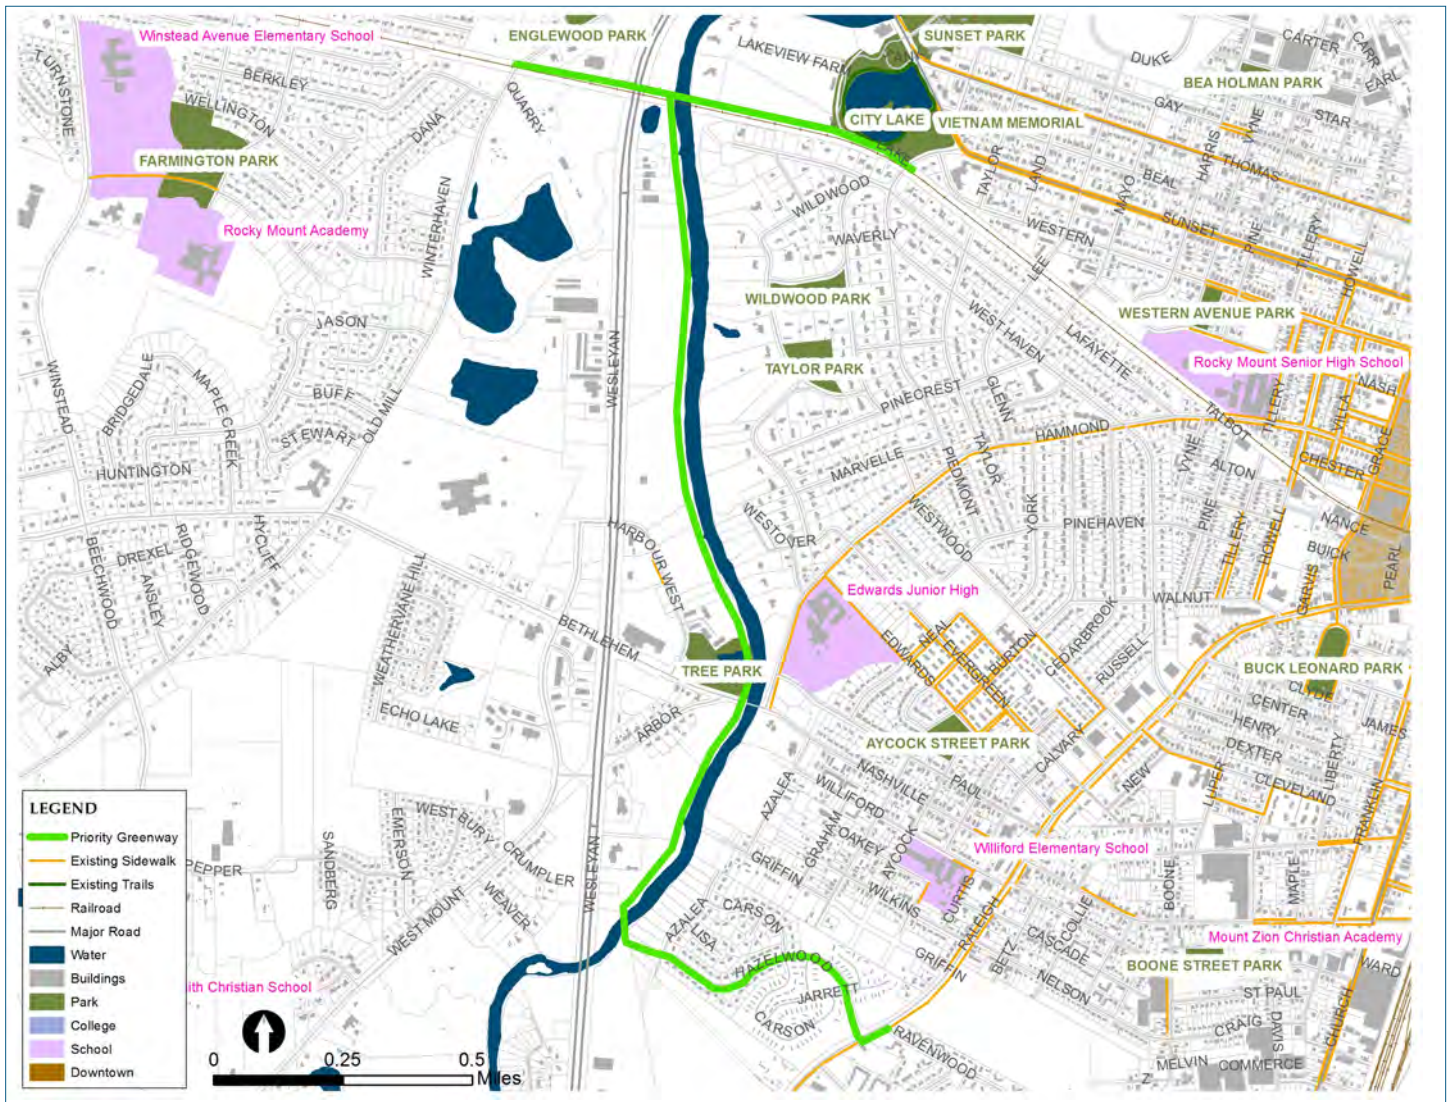 Winstead Avenue Elementary School
ENGLEWOOD PARK
SUNSET PARK
LAKEVIEW FARM
DUKE
CARTER
CARR
EARL
TURNSTONE
BERKLEY
WELLINGTON
DANA
QUARRY
BEA HOLMAN PARK
GAY
STAR
CITY LAKE
VIETNAM MEMORIAL
HARRIS
VYNE
FARMINGTON PARK
LAKE
THOMAS
TAYLOR
LAND
BEAL
MAYO
WILDWOOD
Rocky Mount Academy
WINTERHAVEN
WAVERLY
WESTERN
SUNSET
PINE
TILLERY
HOWELL
LEE
WILDWOOD PARK
WESTERN AVENUE PARK
JASON
WEST HAVEN
LAFAYETTE
WESLEYAN
Rocky Mount Senior High School
TAYLOR PARK
WINSTEAD
BRIDGEDALE
MAPLE CREEK
BUFF
OLD MILL
PINECREST
GLENN
NASH
TILLERY
VILLA
TALBOT
STEWART
HAMMOND
GRACE
HUNTINGTON
MARVELLE
PIEDMONT
TAYLOR
VYNE
ALTON
CHESTER
WESTOVER
WESTWOOD
YORK
PINEHAVEN
PINE
TILLERY
HOWELL
NANCE
BUICK
PEARL
HARBOUR WEST
DREXEL
RIDGEWOOD
HYCLIFF
BEECHWOOD
ANSLEY
Edwards Junior High
WALNUT
GARVIS
WEATHERVANE HILL
BETHLEHEM
NEAL
EDWARDS
EVERGREEN
BURTON
CEDARBROOK
RUSSELL
ALBY
TREE PARK
BUCK LEONARD PARK
CLYDE
CENTER
ECHO LAKE
ARBOR
AYCOCK STREET PARK
CALVARY
HENRY
JAMES
DEXTER
LIBERTY
NASHVILLE
PAUL
NEW
LUPER
CLEVELAND
AZALEA
WILLIFORD
FRANKLIN
LEGEND
Priority Greenway
Existing Sidewalk
Existing Trails
Railroad
Major Road
Water
Buildings
Park
College
School
Downtown
WEST BURY
EMERSON
SANDBERG
CRUMPLER
WESLEYAN
GRAHAM
OAKEY
AYCOCK
Williford Elementary School
PEPPER
GRIFFIN
WILKINS
CURTIS
BOONE
MAPLE
WEAVER
WEST MOUNT
AZALEA
LISA
CARSON
RALEIGH
COLLIE
CASCADE
Mount Zion Christian Academy
HAZELWOOD
GRIFFIN
BETZ
NELSON
BOONE STREET PARK
WARD
ith Christian School
JARRETT
ST PAUL
CARSON
RAVENWOOD
CRAIG
DAVIS
CHURCH
MELVIN
COMMERCE
0 0.25 0.5
Miles